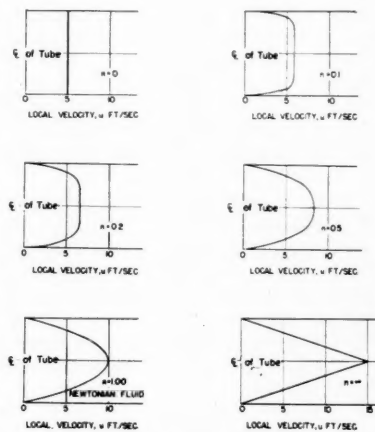 ℄ of Tube
n=0
0 5 10
LOCAL VELOCITY, u FT/SEC
℄ of Tube
n=0.1
0 5 10
LOCAL VELOCITY, u FT/SEC
℄ of Tube
n=0.2
0 5 10
LOCAL VELOCITY, u FT/SEC
℄ of Tube
n=0.5
0 5 10
LOCAL VELOCITY, u FT/SEC
℄ of Tube
n=1.00
NEWTONIAN FLUID
0 5 10
LOCAL VELOCITY, u FT/SEC
℄ of Tube
n=∞
0 5 10 15
LOCAL VELOCITY, u FT/SEC